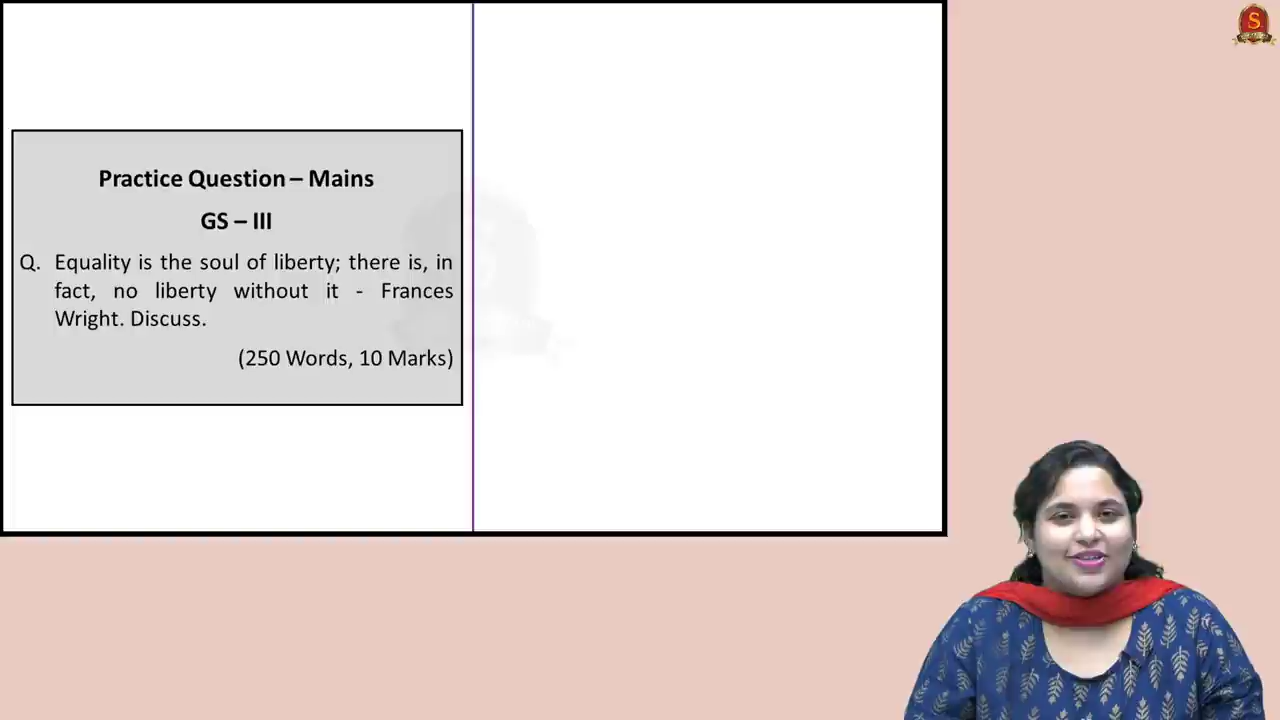 Practice Question – Mains
GS – III
Q. Equality is the soul of liberty; there is, in
fact, no liberty without it - Frances
Wright. Discuss.
(250 Words, 10 Marks)
S